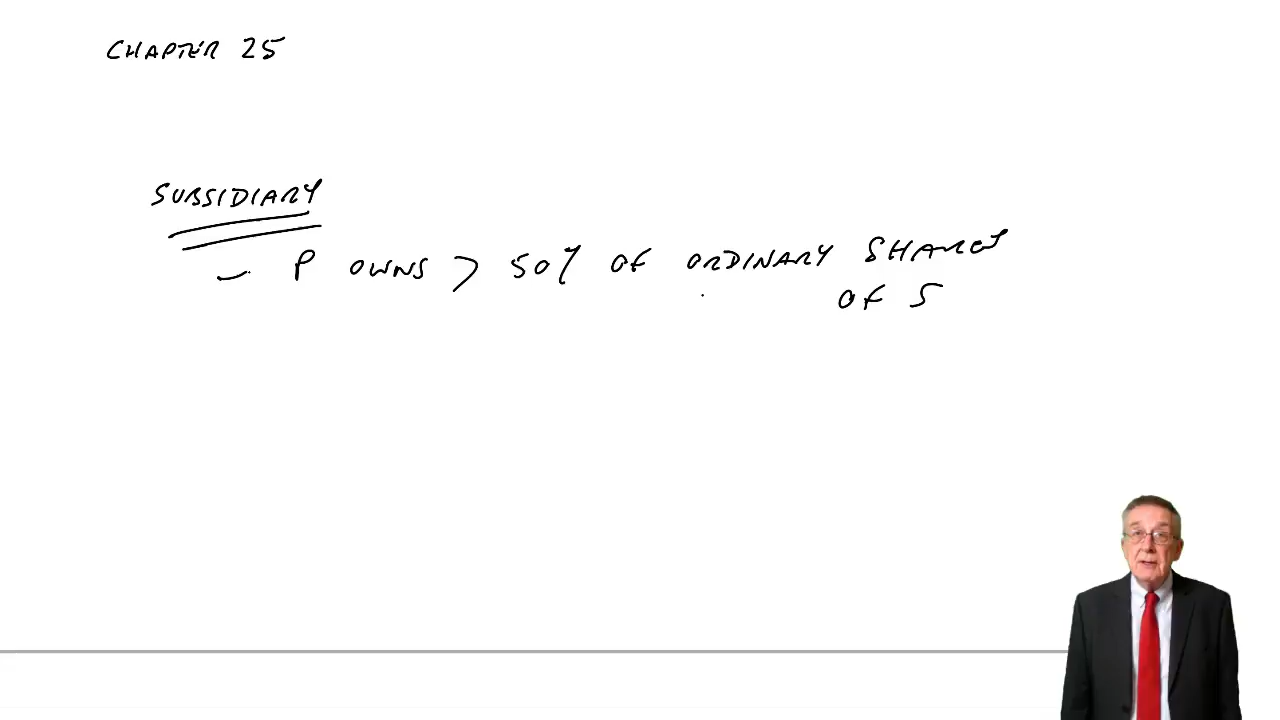 CHAPTER 25
SUBSIDIARY
- P OWNS > 50% OF ORDINARY SHARES
OF S